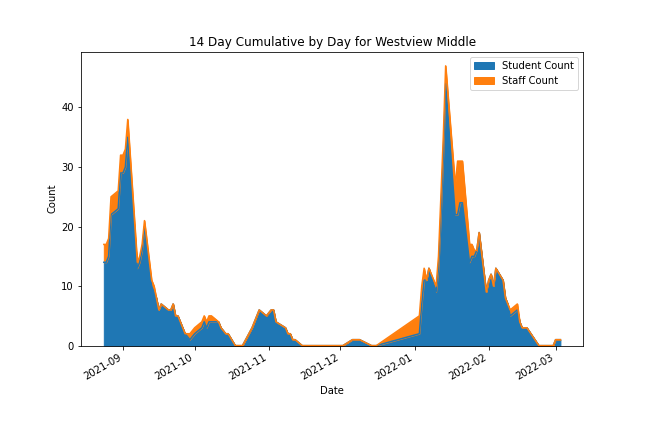 14 Day Cumulative by Day for Westview Middle
Student Count
Staff Count
Count
40
30
20
10
0
2021-09
2021-10
2021-11
2021-12
2022-01
2022-02
2022-03
Date